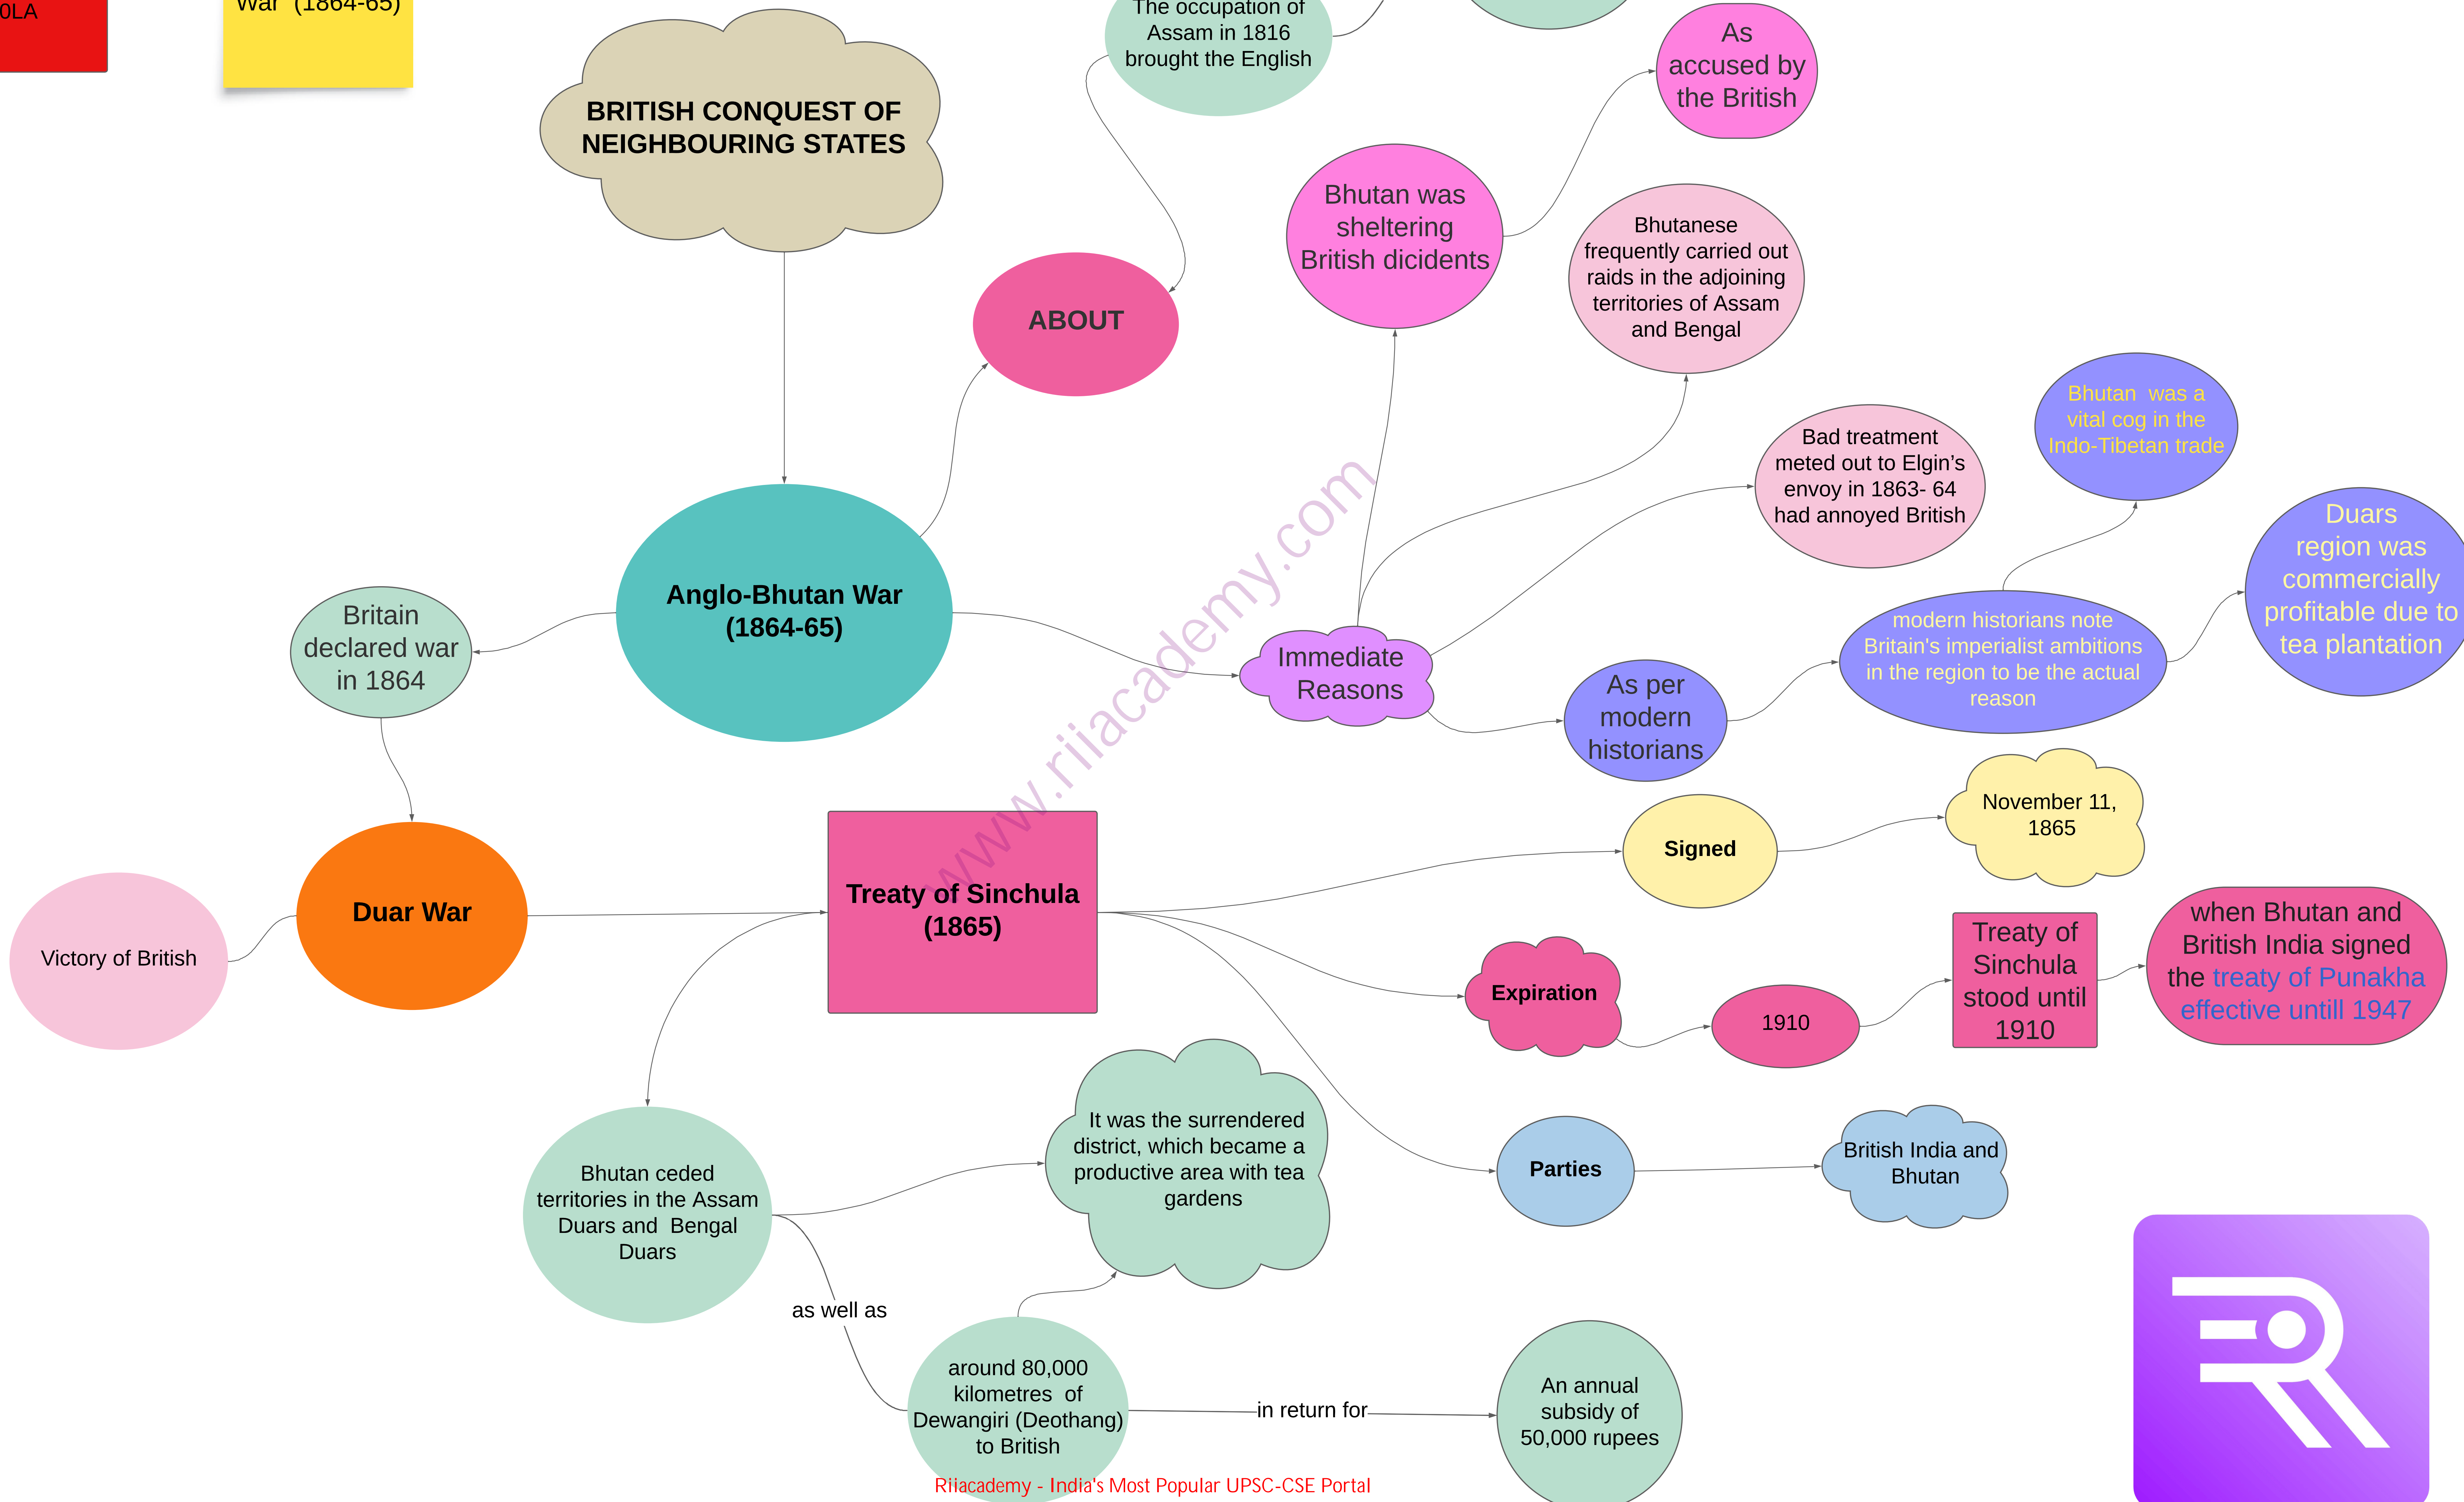 0LA
War (1864-65)
BRITISH CONQUEST OF
NEIGHBOURING STATES
The occupation of
Assam in 1816
brought the English
As
accused by
the British
ABOUT
Bhutan was
sheltering
British dicidents
Bhutanese
frequently carried out
raids in the adjoining
territories of Assam
and Bengal
Bad treatment
meted out to Elgin’s
envoy in 1863- 64
had annoyed British
Bhutan was a
vital cog in the
Indo-Tibetan trade
Duars
region was
commercially
profitable due to
tea plantation
Anglo-Bhutan War
(1864-65)
Britain
declared war
in 1864
Immediate
Reasons
As per
modern
historians
modern historians note
Britain's imperialist ambitions
in the region to be the actual
reason
www.riiacademy.com
Victory of British
Duar War
Treaty of Sinchula
(1865)
Signed
November 11,
1865
Expiration
1910
Treaty of
Sinchula
stood until
1910
when Bhutan and
British India signed
the treaty of Punakha
effective untill 1947
Parties
British India and
Bhutan
Bhutan ceded
territories in the Assam
Duars and Bengal
Duars
It was the surrendered
district, which became a
productive area with tea
gardens
as well as
around 80,000
kilometres of
Dewangiri (Deothang)
to British
in return for
An annual
subsidy of
50,000 rupees
Riiacademy - India's Most Popular UPSC-CSE Portal